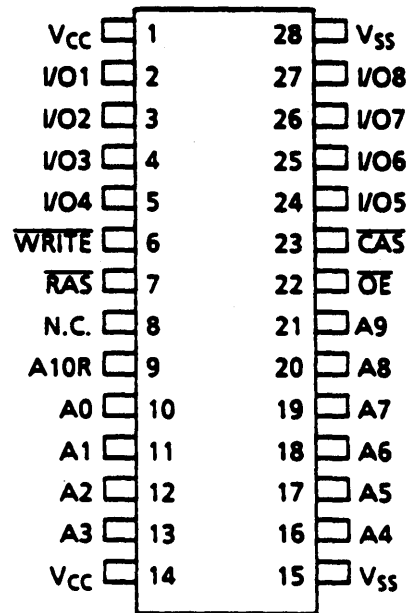 VCC 1 28 VSS
I/O1 2 27 I/O8
I/O2 3 26 I/O7
I/O3 4 25 I/O6
I/O4 5 24 I/O5
WRITE 6 23 CAS
RAS 7 22 OE
N.C. 8 21 A9
A10R 9 20 A8
A0 10 19 A7
A1 11 18 A6
A2 12 17 A5
A3 13 16 A4
VCC 14 15 VSS